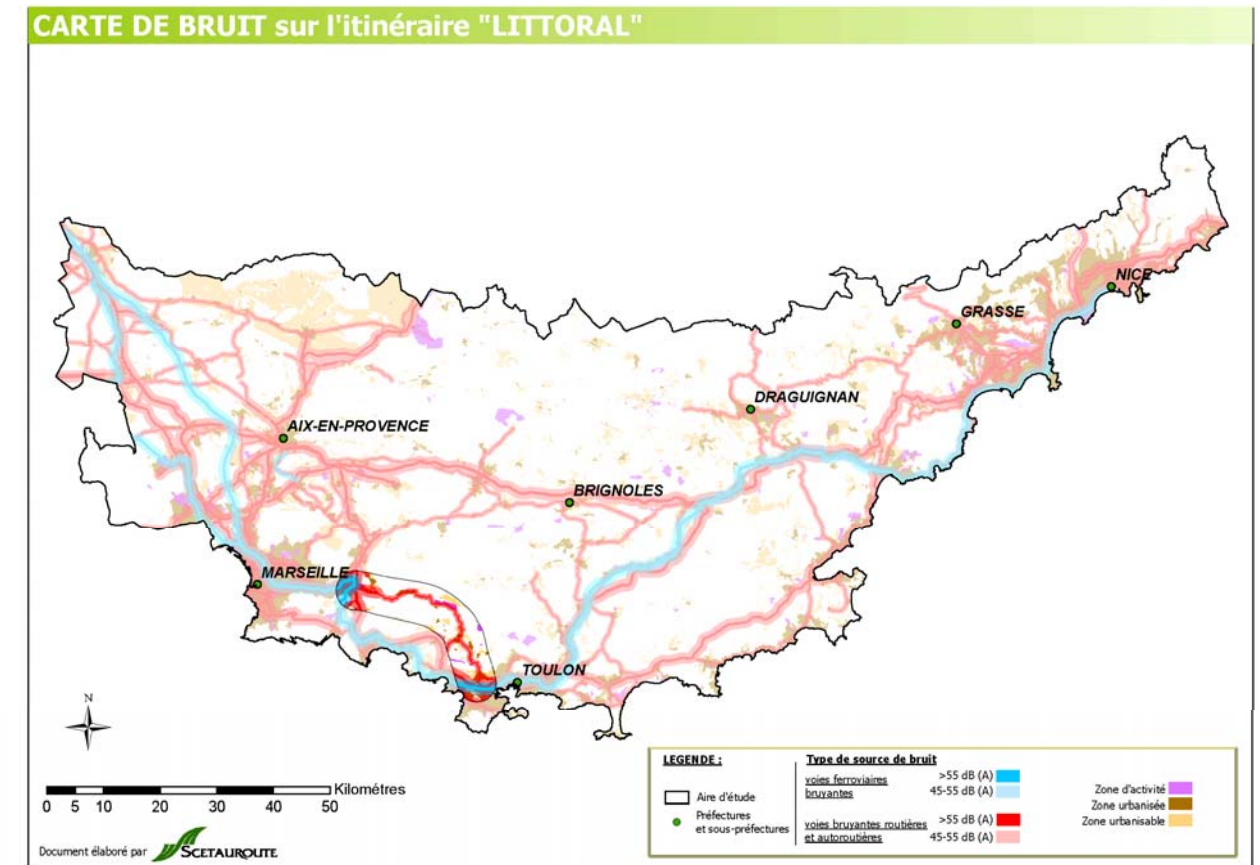 CARTE DE BRUIT sur l'itinéraire "LITTORAL"
NICE
GRASSE
DRAGUIGNAN
AIX-EN-PROVENCE
BRIGNOLES
MARSEILLE
TOULON
N
Kilométres
0 5 10 20 30 40 50
Document élaboré par SCETAUROUTE
LEGENDE :
Aire d'étude
Préfectures
et sous-préfectures
Type de source de bruit
voies ferroviaires
bruyantes
>55 dB (A)
45-55 dB (A)
voies bruyantes routières
et autoroutières
>55 dB (A)
45-55 dB (A)
Zone d'activité
Zone urbanisée
Zone urbanisable